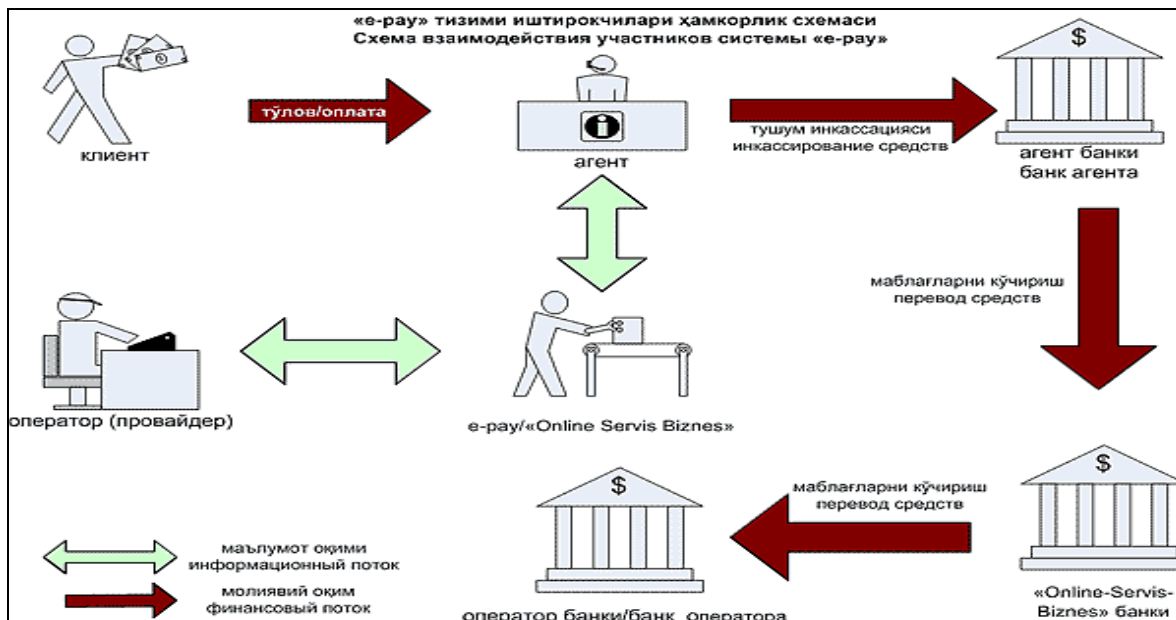 «e-pay» тизими иштирокчилари ҳамкорлик схемаси
Схема взаимодействия участников системы «e-pay»
$
тўлов/оплата
клиент
агент
тушум инкассацияси
инкассирование средств
агент банки
банк агента
маблағларни кўчириш
перевод средств
оператор (провайдер)
e-pay/«Online Servis Biznes»
$
маблағларни кўчириш
перевод средств
$
маълумот оқими
информационный поток
молиявий оқим
финансовый поток
оператор банки/банк оператора
«Online-Servis-
Biznes» банки